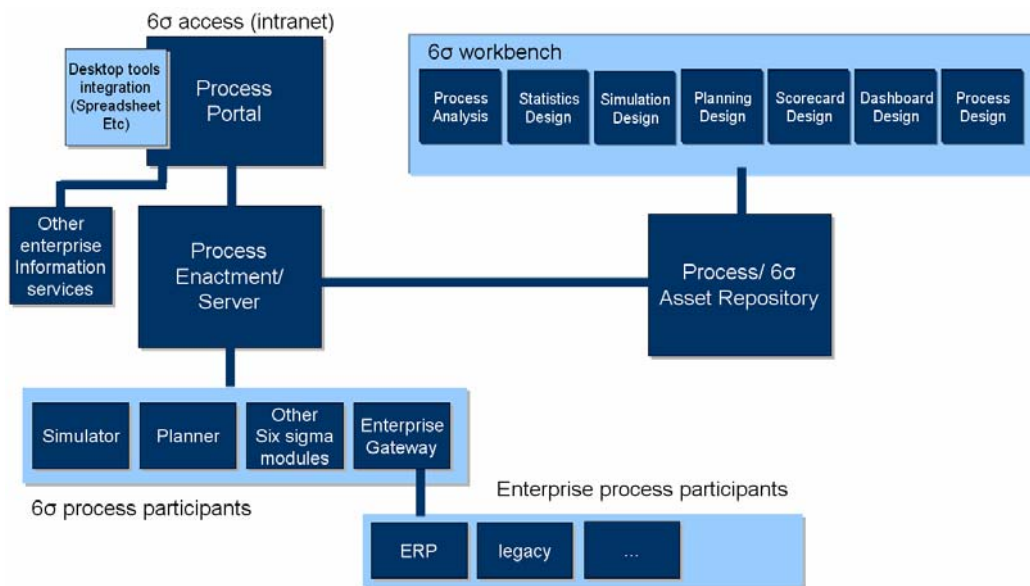 6σ access (intranet)
Desktop tools
integration
(Spreadsheet
Etc)
Process
Portal
6σ workbench
Process
Analysis
Statistics
Design
Simulation
Design
Planning
Design
Scorecard
Design
Dashboard
Design
Process
Design
Other
enterprise
Information
services
Process
Enactment/
Server
Process/ 6σ
Asset Repository
Simulator
Planner
Other
Six sigma
modules
Enterprise
Gateway
6σ process participants
Enterprise process participants
ERP
legacy
...